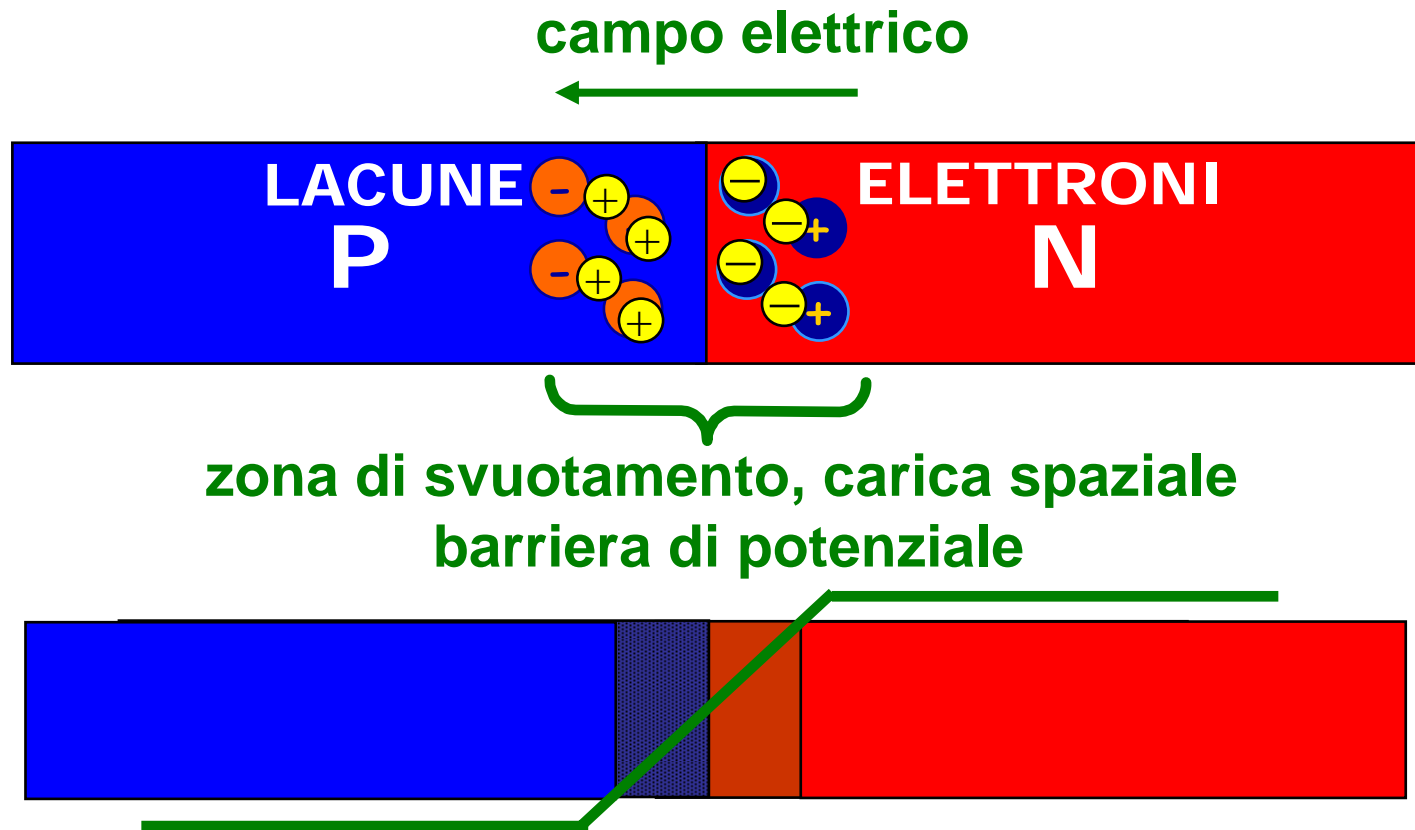 campo elettrico
LACUNE
P
- + +
- + +
− − +
− − +
ELETTRONI
N
zona di svuotamento, carica spaziale
barriera di potenziale